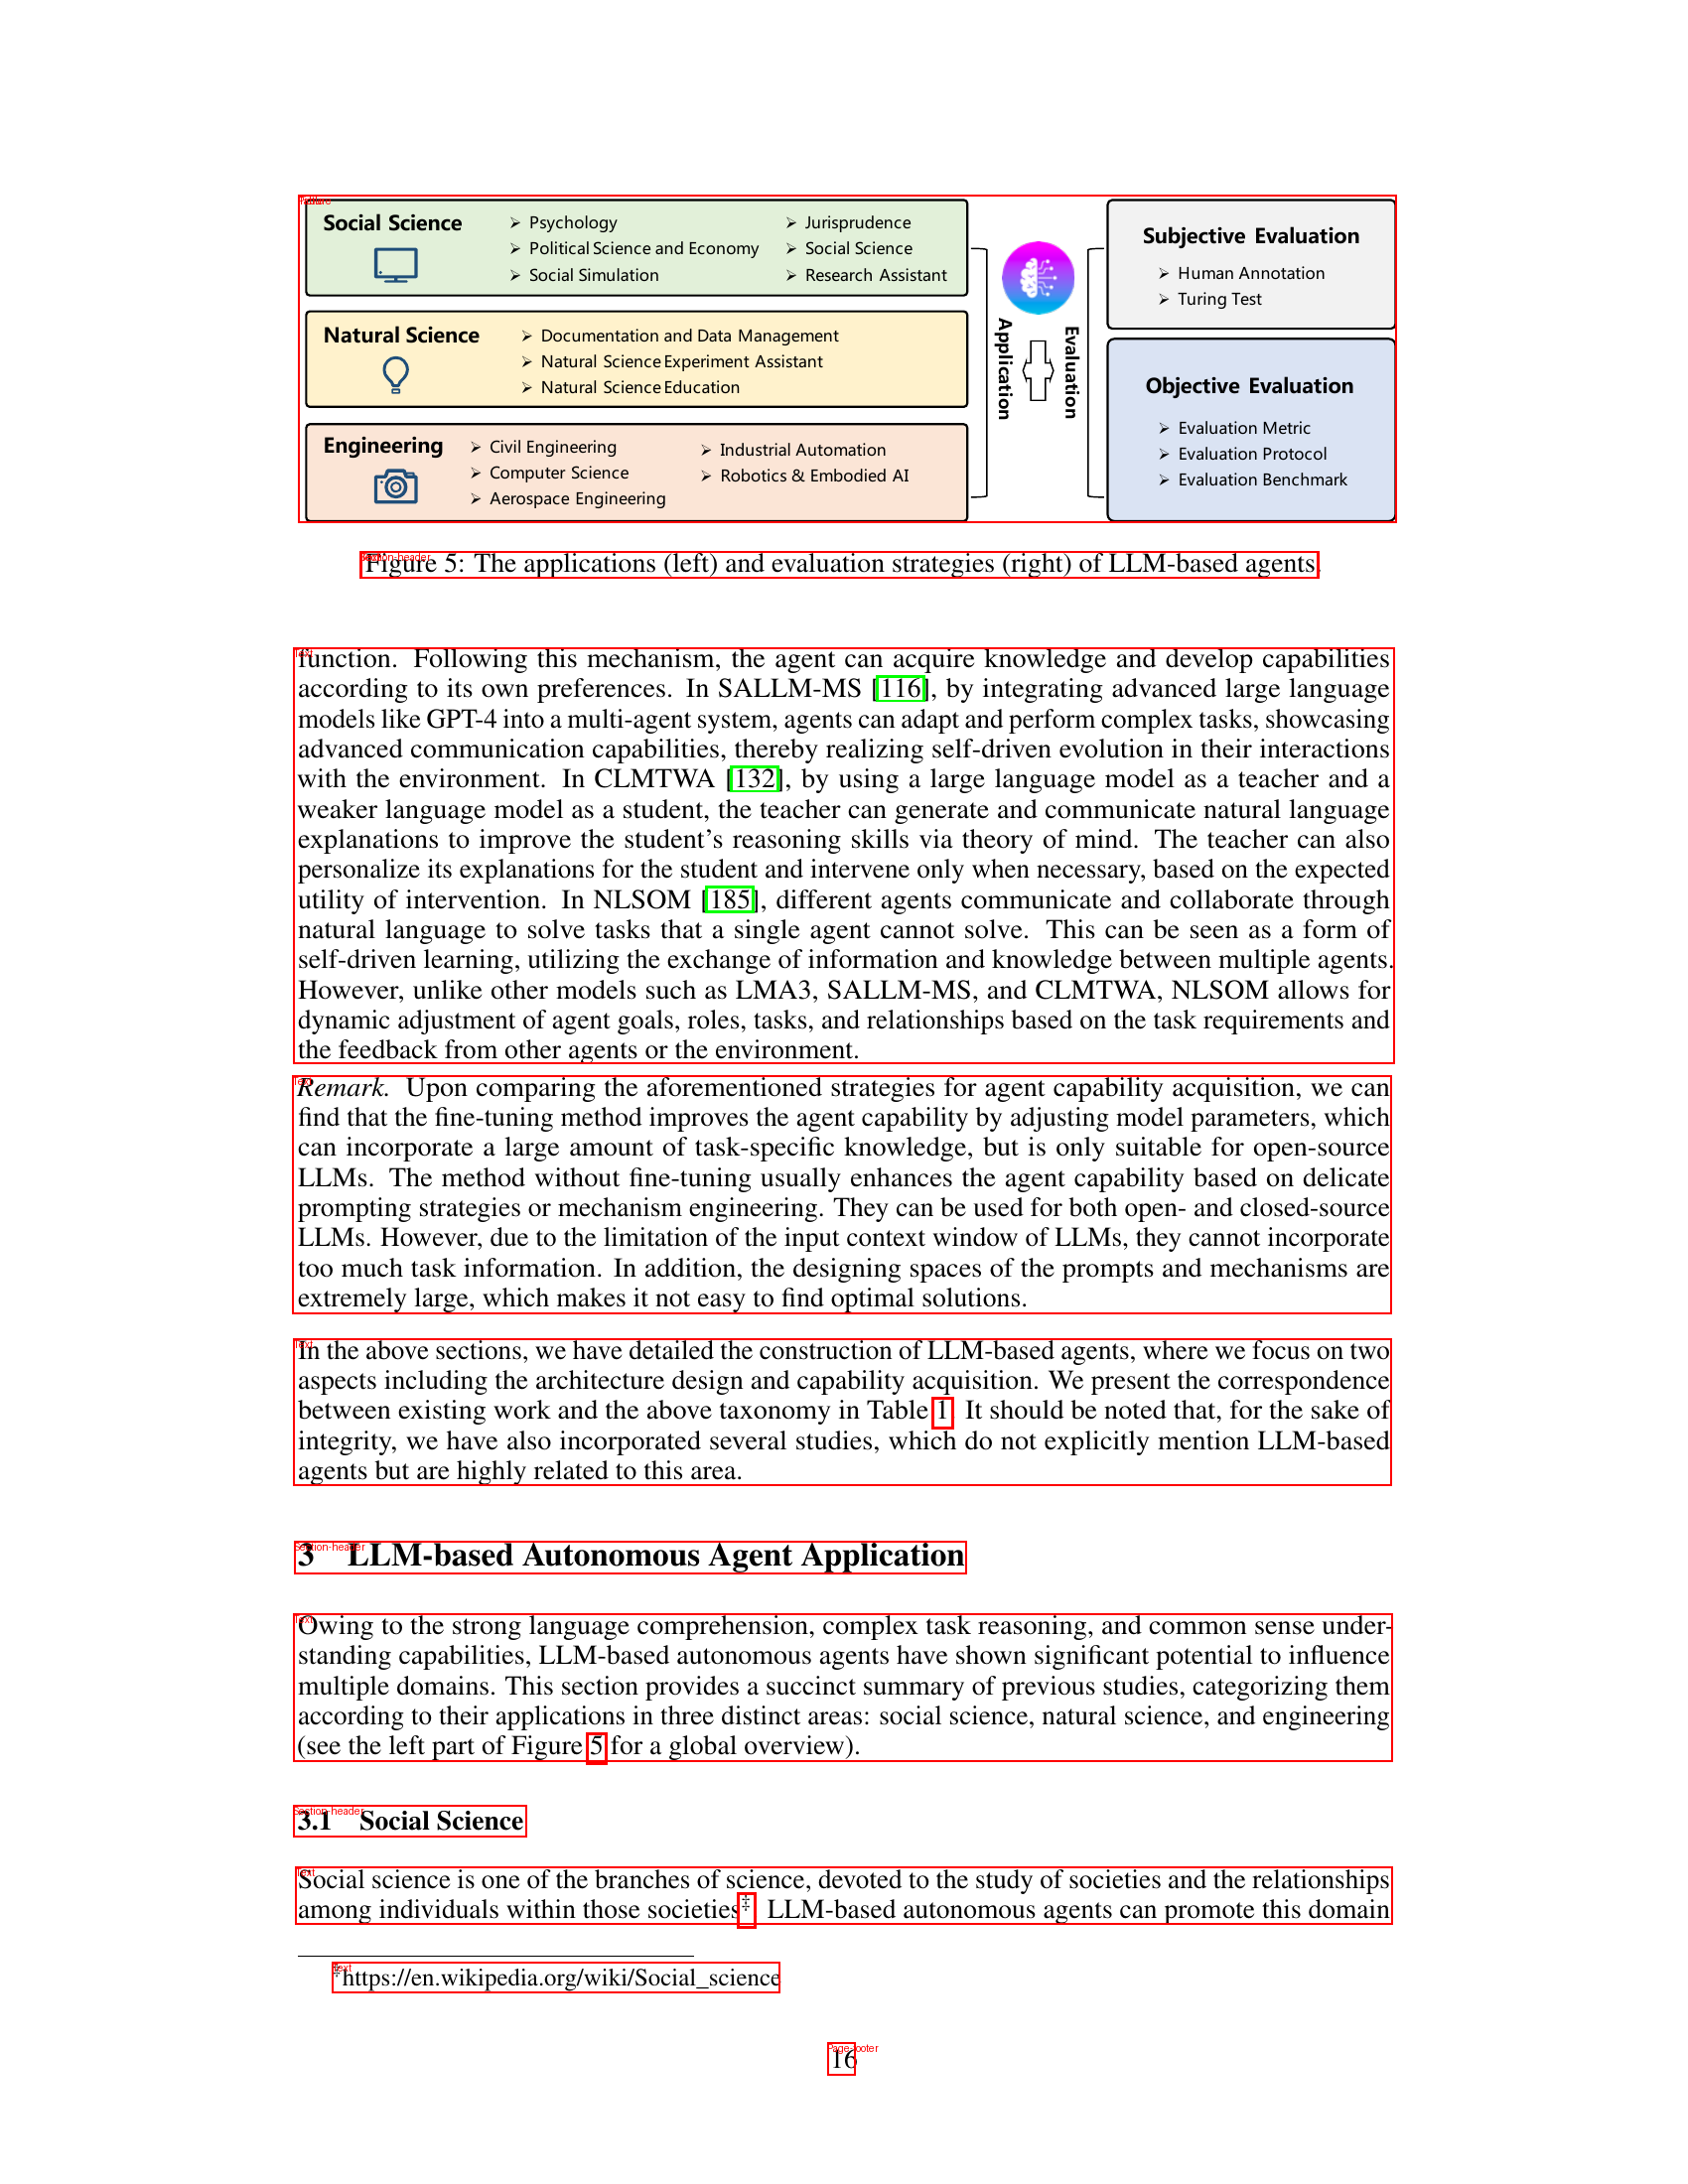 Social Science
Psychology
Political Science and Economy
Social Simulation
Jurisprudence
Social Science
Research Assistant
Natural Science
Documentation and Data Management
Natural Science Experiment Assistant
Natural Science Education
Engineering
Civil Engineering
Computer Science
Aerospace Engineering
Industrial Automation
Robotics & Embodied AI
Application
Evaluation
Subjective Evaluation
Human Annotation
Turing Test
Objective Evaluation
Evaluation Metric
Evaluation Protocol
Evaluation Benchmark
Section-header
Figure 5: The applications (left) and evaluation strategies (right) of LLM-based agents.
Text
function. Following this mechanism, the agent can acquire knowledge and develop capabilities
according to its own preferences. In SALLM-MS [116], by integrating advanced large language
models like GPT-4 into a multi-agent system, agents can adapt and perform complex tasks, showcasing
advanced communication capabilities, thereby realizing self-driven evolution in their interactions
with the environment. In CLMTWA [132], by using a large language model as a teacher and a
weaker language model as a student, the teacher can generate and communicate natural language
explanations to improve the student's reasoning skills via theory of mind. The teacher can also
personalize its explanations for the student and intervene only when necessary, based on the expected
utility of intervention. In NLSOM [185], different agents communicate and collaborate through
natural language to solve tasks that a single agent cannot solve. This can be seen as a form of
self-driven learning, utilizing the exchange of information and knowledge between multiple agents.
However, unlike other models such as LMA3, SALLM-MS, and CLMTWA, NLSOM allows for
dynamic adjustment of agent goals, roles, tasks, and relationships based on the task requirements and
the feedback from other agents or the environment.
Text
Remark. Upon comparing the aforementioned strategies for agent capability acquisition, we can
find that the fine-tuning method improves the agent capability by adjusting model parameters, which
can incorporate a large amount of task-specific knowledge, but is only suitable for open-source
LLMs. The method without fine-tuning usually enhances the agent capability based on delicate
prompting strategies or mechanism engineering. They can be used for both open- and closed-source
LLMs. However, due to the limitation of the input context window of LLMs, they cannot incorporate
too much task information. In addition, the designing spaces of the prompts and mechanisms are
extremely large, which makes it not easy to find optimal solutions.
Text
In the above sections, we have detailed the construction of LLM-based agents, where we focus on two
aspects including the architecture design and capability acquisition. We present the correspondence
between existing work and the above taxonomy in Table 1. It should be noted that, for the sake of
integrity, we have also incorporated several studies, which do not explicitly mention LLM-based
agents but are highly related to this area.
Section-header
3 LLM-based Autonomous Agent Application
Text
Owing to the strong language comprehension, complex task reasoning, and common sense under-
standing capabilities, LLM-based autonomous agents have shown significant potential to influence
multiple domains. This section provides a succinct summary of previous studies, categorizing them
according to their applications in three distinct areas: social science, natural science, and engineering
(see the left part of Figure 5 for a global overview).
Section-header
3.1 Social Science
Text
Social science is one of the branches of science, devoted to the study of societies and the relationships
among individuals within those societies‡. LLM-based autonomous agents can promote this domain
Text
‡https://en.wikipedia.org/wiki/Social_science
Page-footer
16